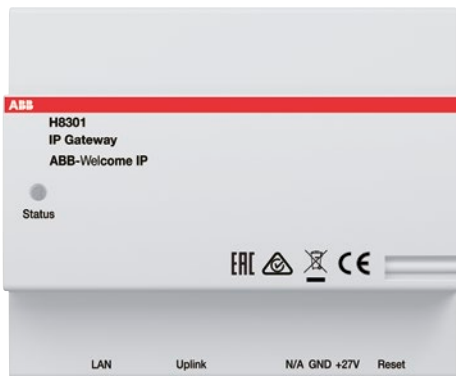 ABB
H8301
IP Gateway
ABB-Welcome IP
Status
EAC CE
LAN Uplink N/A GND +27V Reset